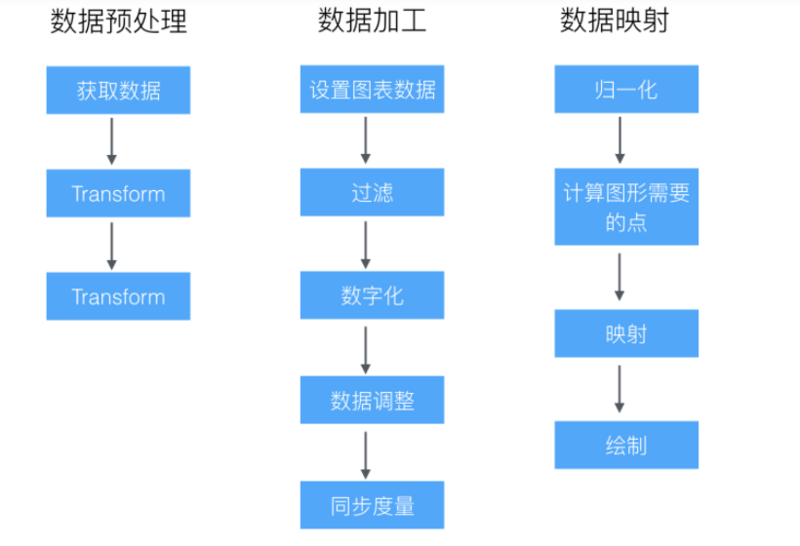 数据预处理
获取数据
Transform
Transform
数据加工
设置图表数据
过滤
数字化
数据调整
同步度量
数据映射
归一化
计算图形需要
的点
映射
绘制